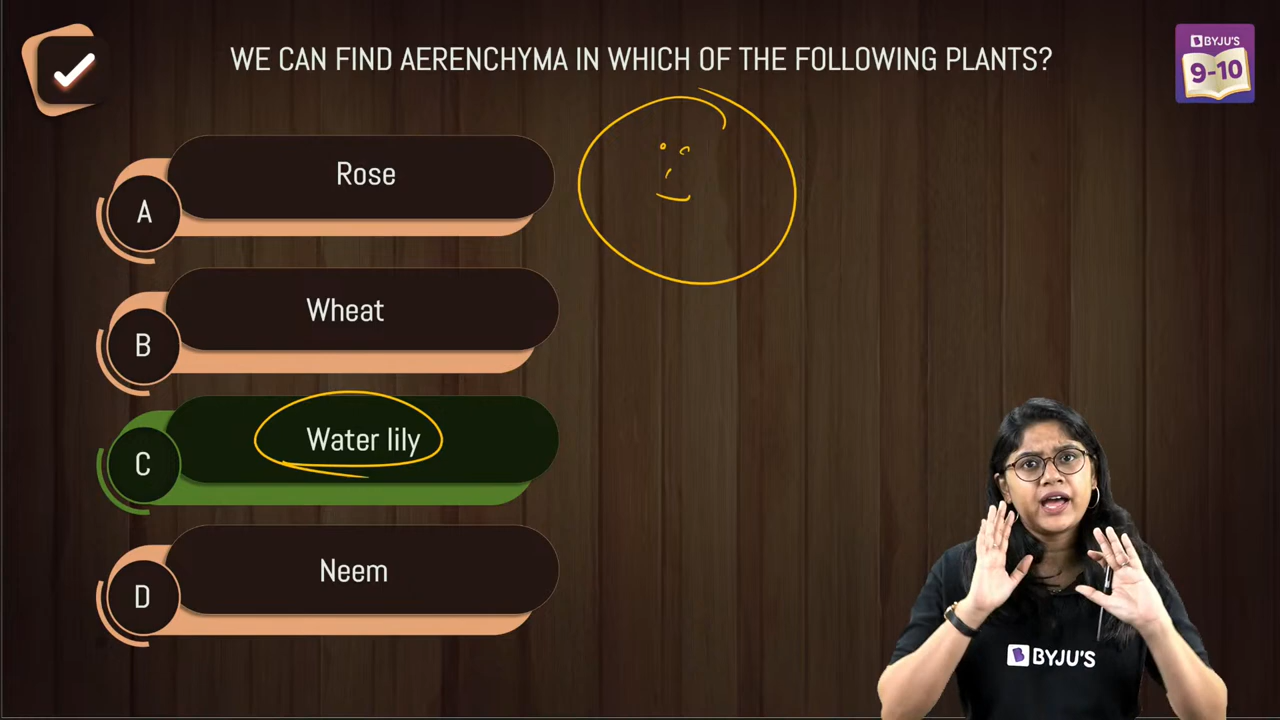 WE CAN FIND AERENCHYMA IN WHICH OF THE FOLLOWING PLANTS?
BYJU'S
9-10
A
Rose
B
Wheat
C
Water lily
D
Neem
BYJU'S